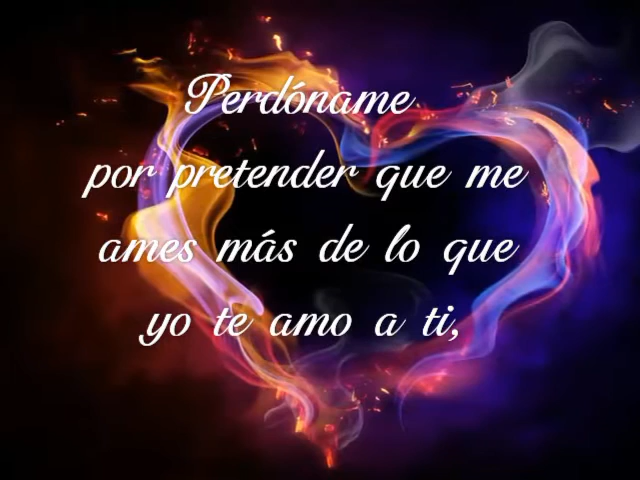 Perdóname
por pretender que me
ames más de lo que
yo te amo a ti,